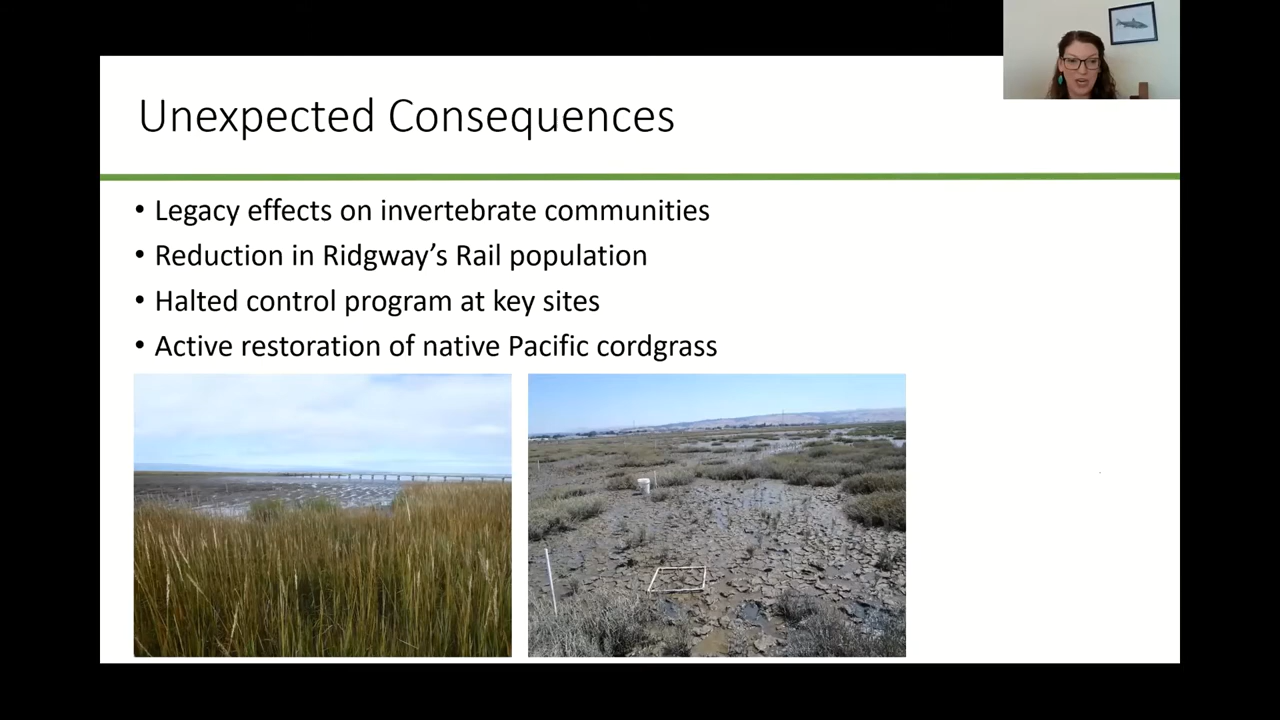 Unexpected Consequences
• Legacy effects on invertebrate communities
• Reduction in Ridgway’s Rail population
• Halted control program at key sites
• Active restoration of native Pacific cordgrass